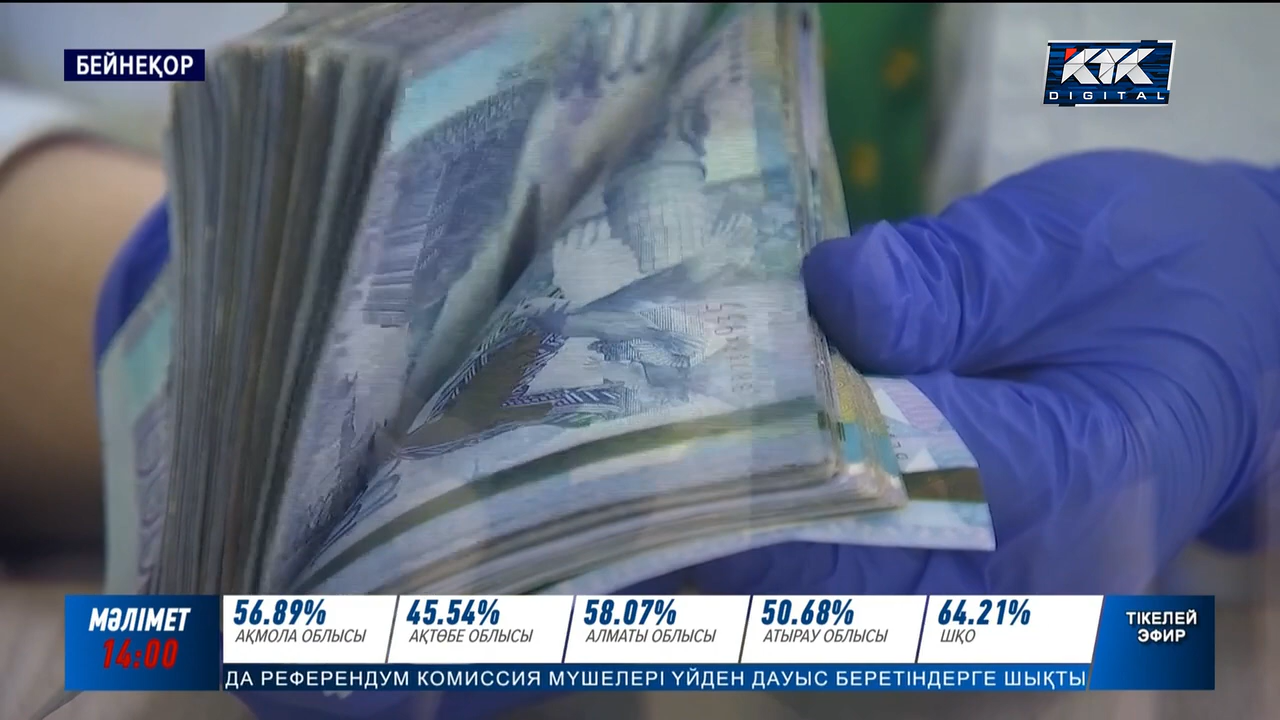 БЕЙНЕҚОР
КТК
DIGITAL
МӘЛІМЕТ
14:00
56.89%
АҚМОЛА ОБЛЫСЫ
45.54%
АҚТӨБЕ ОБЛЫСЫ
58.07%
АЛМАТЫ ОБЛЫСЫ
50.68%
АТЫРАУ ОБЛЫСЫ
64.21%
ШҚО
ТІКЕЛЕЙ
ЭФИР
ДА РЕФЕРЕНДУМ КОМИССИЯ МҮШЕЛЕРІ ҮЙДЕН ДАУЫС БЕРЕТІНДЕРГЕ ШЫҚТЫ